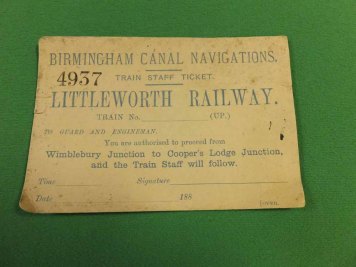 BIRMINGHAM CANAL NAVIGATIONS.
4937 TRAIN STAFF TICKET.
LITTLEWORTH RAILWAY.
TRAIN No. (UP.)
TO GUARD AND ENGINEMAN.
You are authorised to proceed from
Wimblebury Junction to Cooper's Lodge Junction,
and the Train Staff will follow.
Time Signature
Date 188